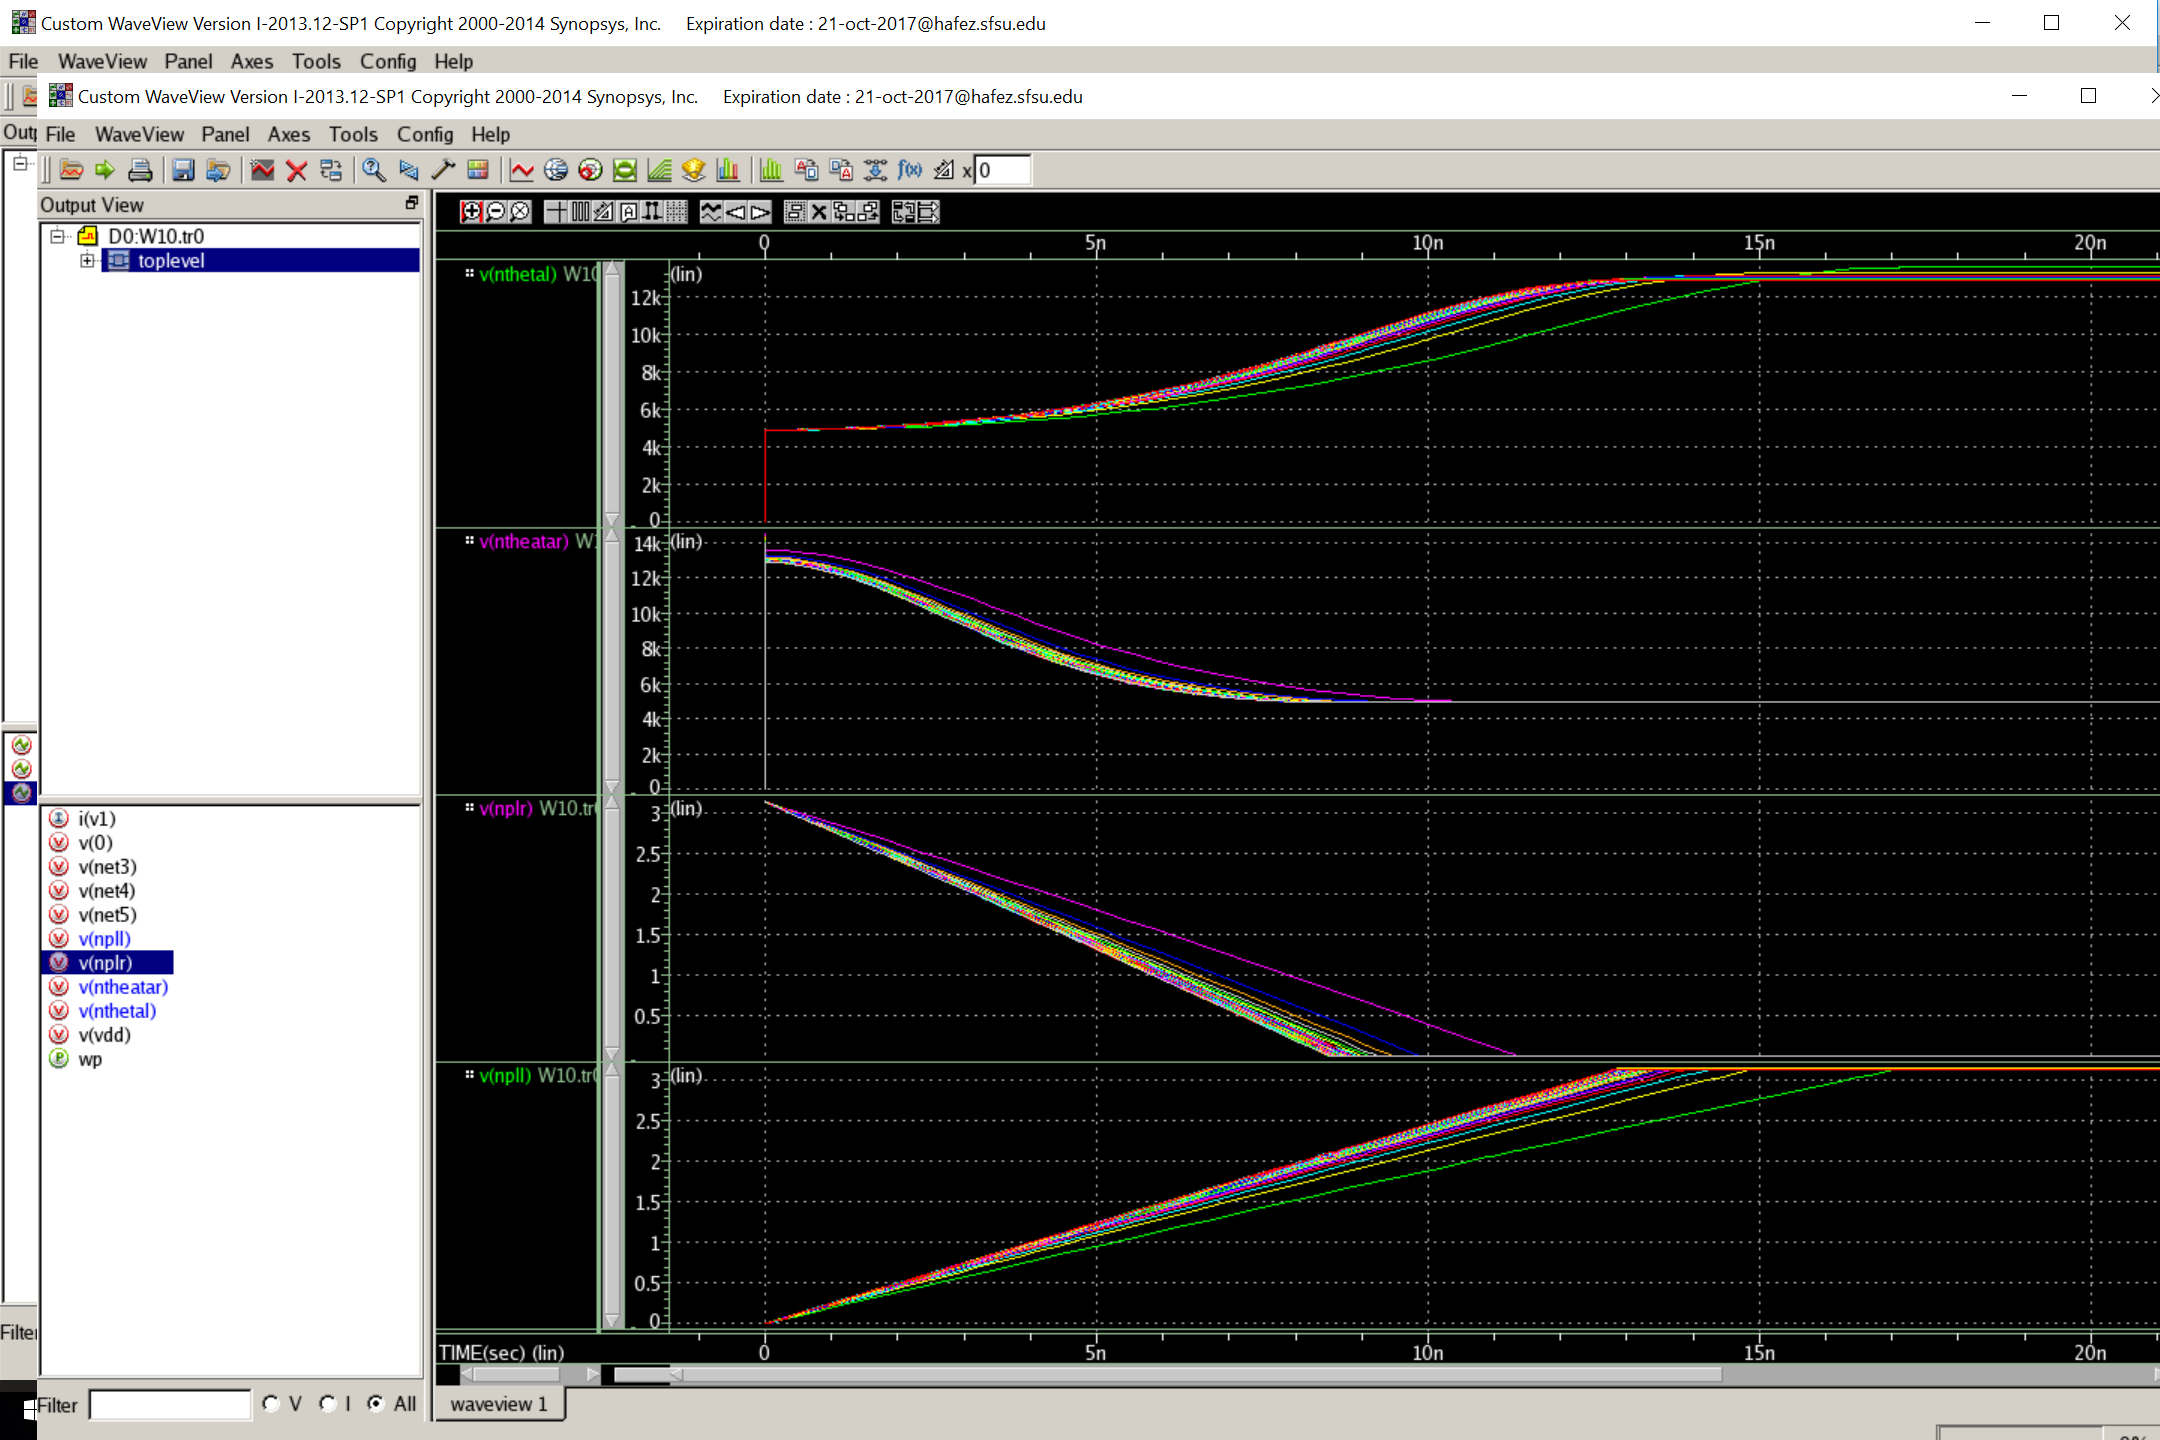 Custom WaveView Version I-2013.12-SP1 Copyright 2000-2014 Synopsys, Inc. Expiration date : 21-oct-2017@hafez.sfsu.edu
File WaveView Panel Axes Tools Config Help
Custom WaveView Version I-2013.12-SP1 Copyright 2000-2014 Synopsys, Inc. Expiration date : 21-oct-2017@hafez.sfsu.edu
Outp
File WaveView Panel Axes Tools Config Help
f(x) x 0
Output View
D0:W10.tr0
toplevel
0 5n 10n 15n 20n
v(nthetal) W10
(lin)
12k
10k
8k
6k
4k
2k
0
v(ntheatar) W1
14k (lin)
12k
10k
8k
6k
4k
2k
0
v(nplr) W10.tr0
3 (lin)
2.5
2
1.5
1
0.5
v(npll) W10.tr0
3 (lin)
2.5
2
1.5
1
0.5
0
i(v1)
v(0)
v(net3)
v(net4)
v(net5)
v(npll)
v(nplr)
v(ntheatar)
v(nthetal)
v(vdd)
wp
TIME(sec) (lin) 0 5n 10n 15n 20n
Filter
Filter V I All
waveview 1